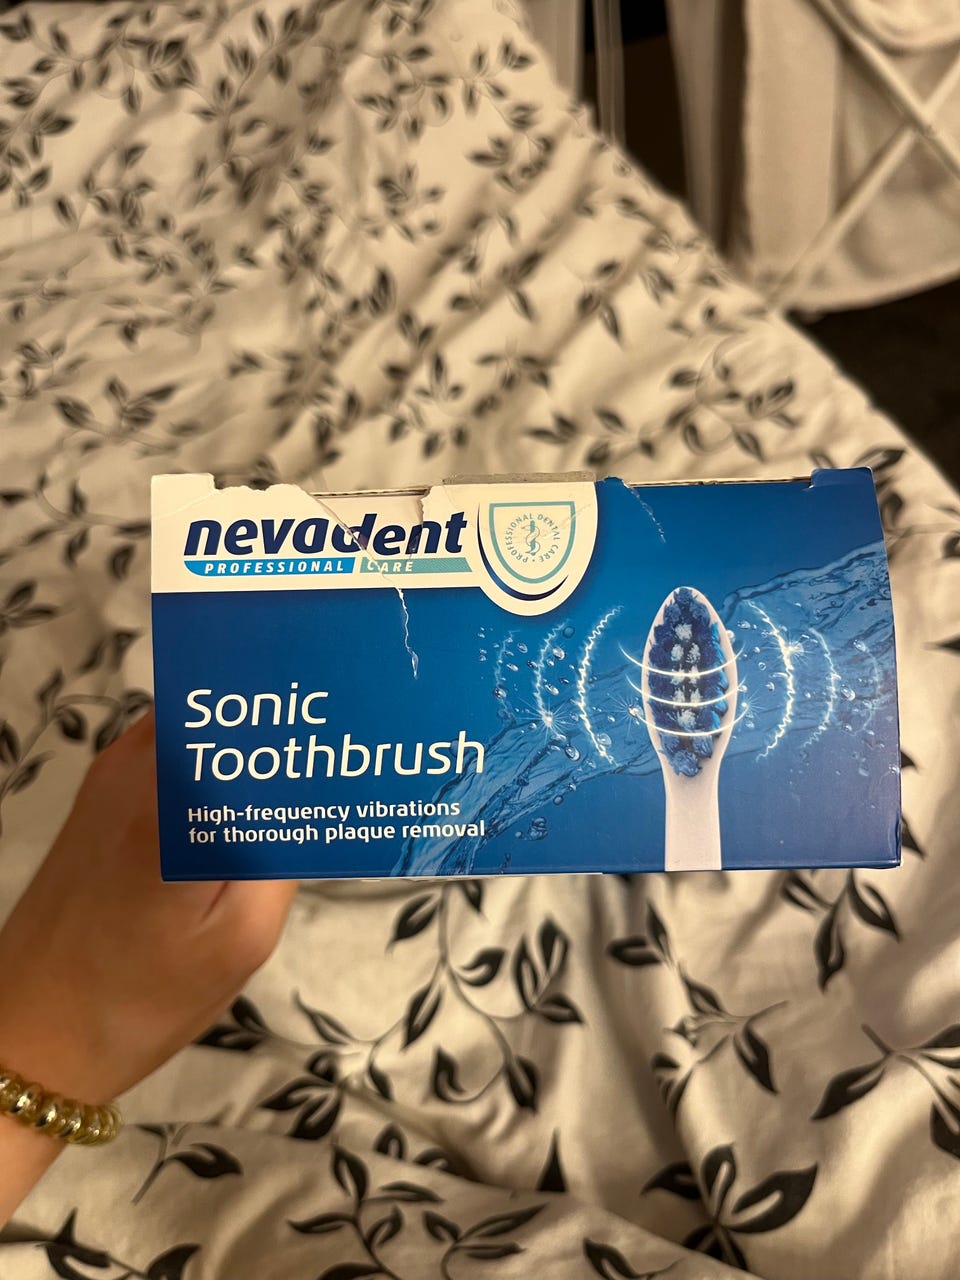 nevadent
PROFESSIONAL CARE
PROFESSIONAL DENTAL CARE
Sonic
Toothbrush
High-frequency vibrations
for thorough plaque removal